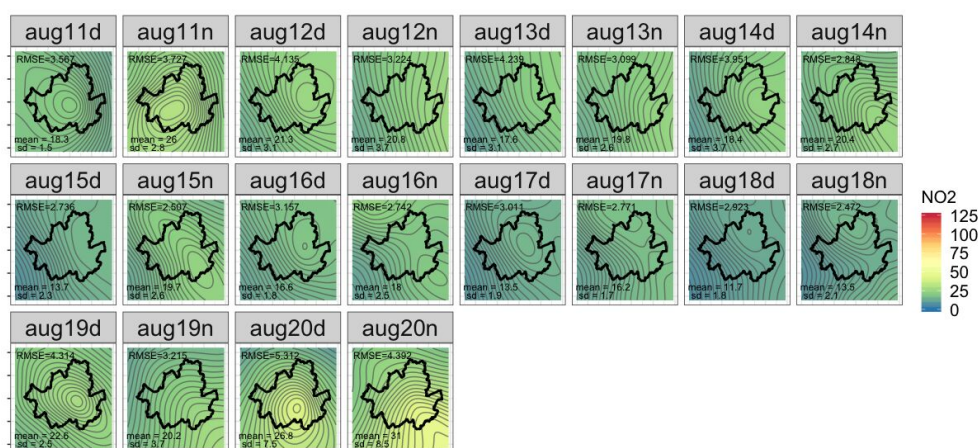 aug11d aug11n aug12d aug12n aug13d aug13n aug14d aug14n
RMSE=3.567 RMSE=3.727 RMSE=4.135 RMSE=3.224 RMSE=4.239 RMSE=3.099 RMSE=3.951 RMSE=2.848
mean = 18.3 mean = 26 mean = 21.3 mean = 20.8 mean = 17.6 mean = 19.8 mean = 18.4 mean = 20.4
sd = 1.5 sd = 2.8 sd = 3.1 sd = 3.7 sd = 3.1 sd = 2.6 sd = 3.7 sd = 2.7
aug15d aug15n aug16d aug16n aug17d aug17n aug18d aug18n
RMSE=2.736 RMSE=2.507 RMSE=3.157 RMSE=2.742 RMSE=3.011 RMSE=2.771 RMSE=2.923 RMSE=2.472
mean = 13.7 mean = 19.7 mean = 16.6 mean = 18 mean = 13.5 mean = 16.2 mean = 11.7 mean = 13.5
sd = 2.3 sd = 2.6 sd = 1.8 sd = 2.5 sd = 1.9 sd = 1.7 sd = 1.8 sd = 2.1
aug19d aug19n aug20d aug20n
RMSE=4.314 RMSE=3.215 RMSE=5.312 RMSE=4.392
mean = 22.6 mean = 20.2 mean = 26.8 mean = 31
sd = 2.5 sd = 3.7 sd = 7.5 sd = 8.5
NO2
125
100
75
50
25
0